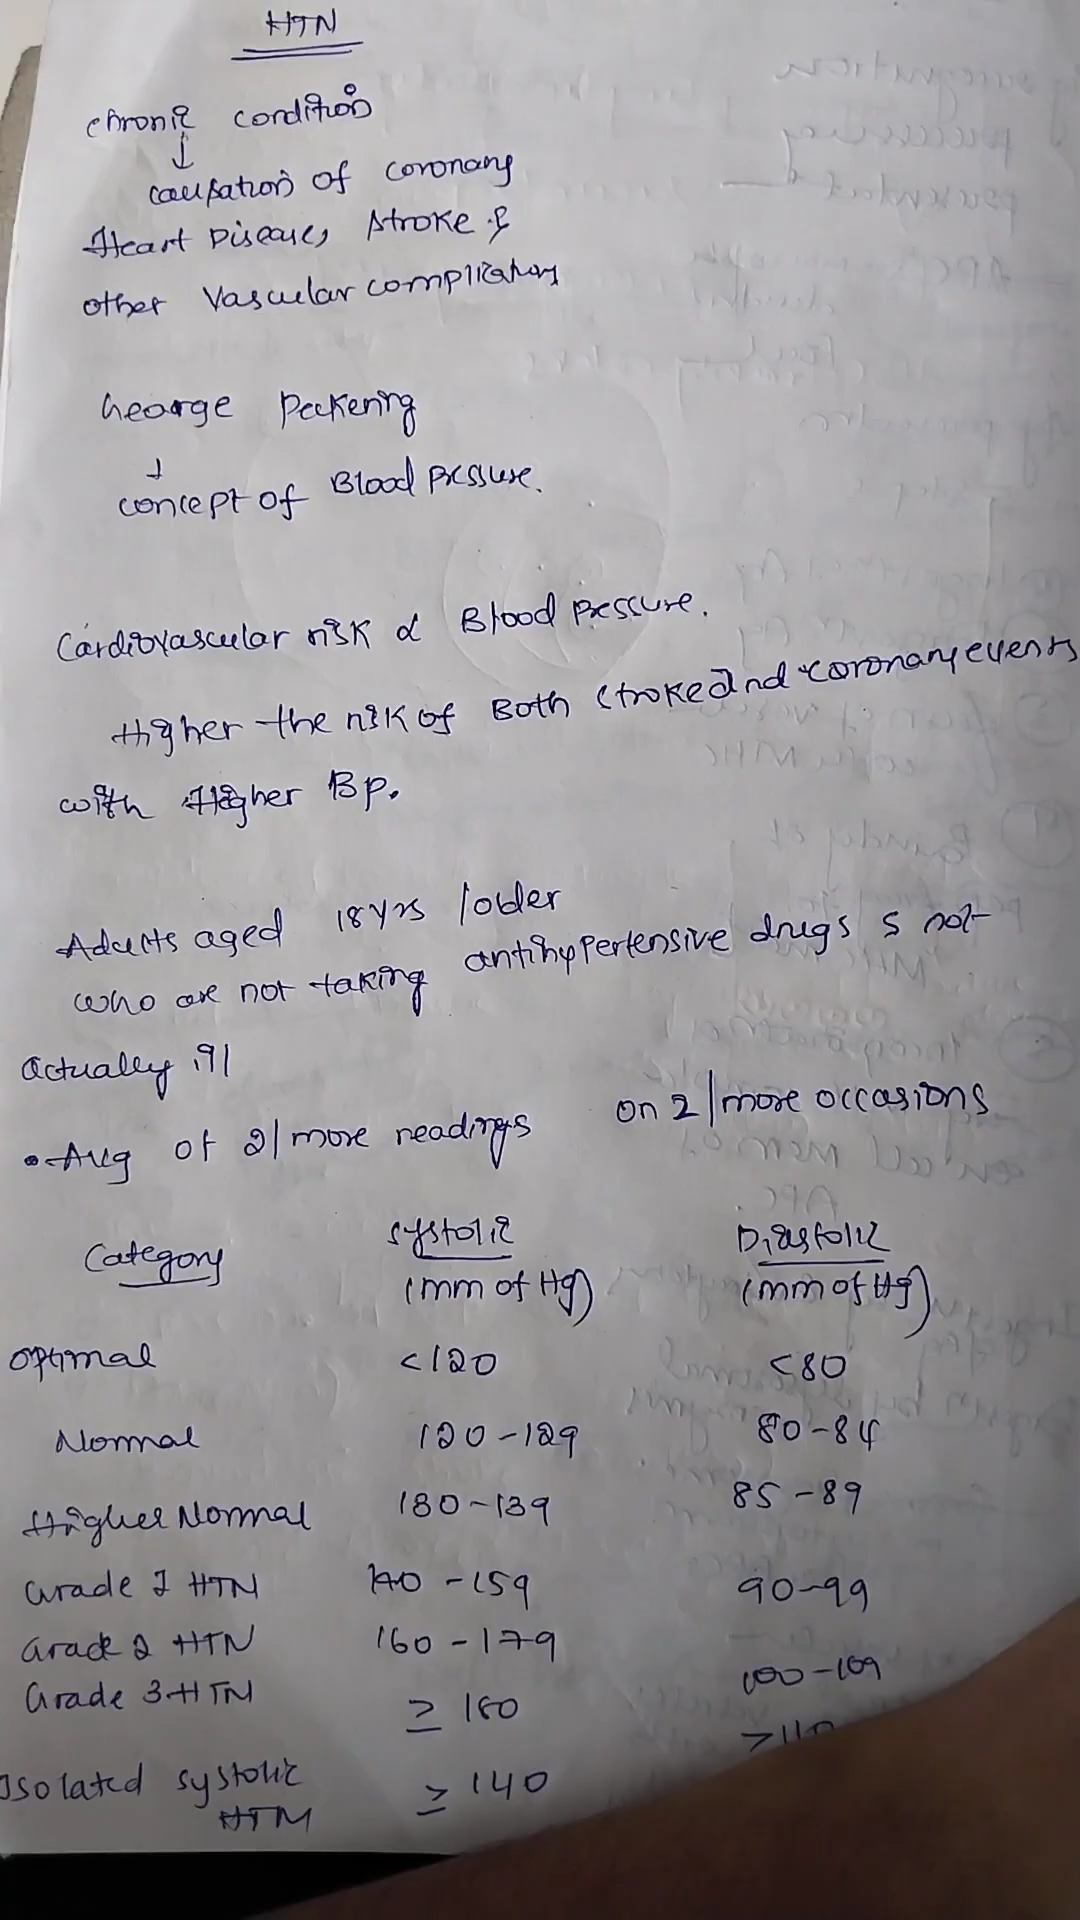 HTN
chronic condition
↓
causation of coronary
Heart Disease, stroke &
other vascular complications
George Peckering
↓
concept of Blood pressure.
Cardiovascular risk α Blood pressure.
Higher the risk of Both stroke and coronary events
with Higher Bp.
Adults aged 18 yrs / older
who are not taking antihypertensive drugs s not
actually ill
• Avg of 2/more readings on 2/more occasions
Category systolic Diastolic
(mm of Hg) (mm of Hg)
optimal <120 <80
Normal 120-129 80-84
Higher Normal 130-139 85-89
Grade 1 HTN 140-159 90-99
Grade 2 HTN 160-179 100-109
Grade 3 HTN ≥ 180 >110
Isolated systolic ≥ 140
HTN